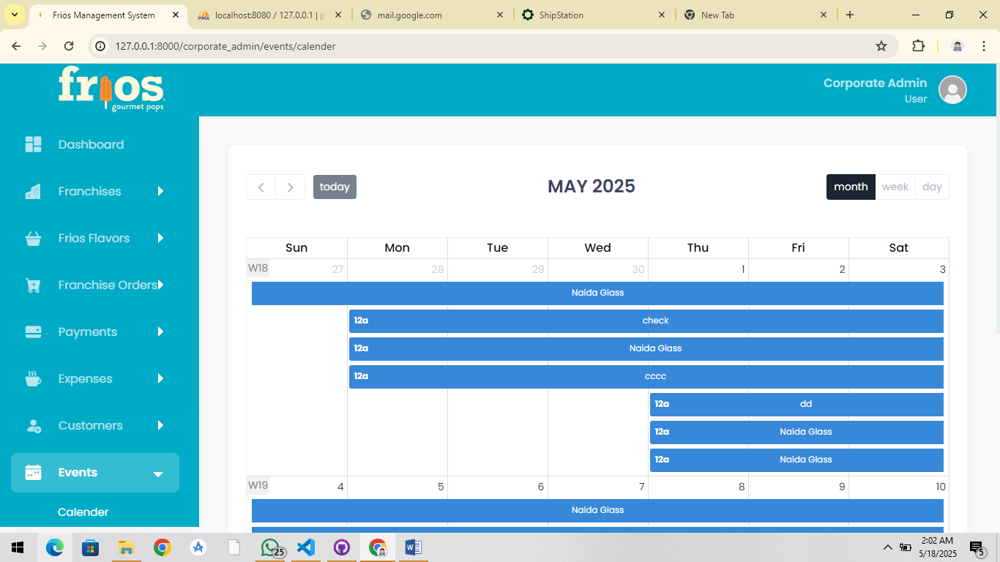 Frios Management System
localhost:8080 / 127.0.0.1 | p
mail.google.com
ShipStation
New Tab
127.0.0.1:8000/corporate_admin/events/calender
frios
gourmet pops
Corporate Admin
User
Dashboard
Franchises
Frios Flavors
Franchise Orders
Payments
Expenses
Customers
Events
Calender
today
MAY 2025
month week day
Sun Mon Tue Wed Thu Fri Sat
W18 27 28 29 30 1 2 3
Naida Glass
12a check
12a Naida Glass
12a cccc
12a dd
12a Naida Glass
12a Naida Glass
W19 4 5 6 7 8 9 10
Naida Glass
25
2:02 AM
5/18/2025
5